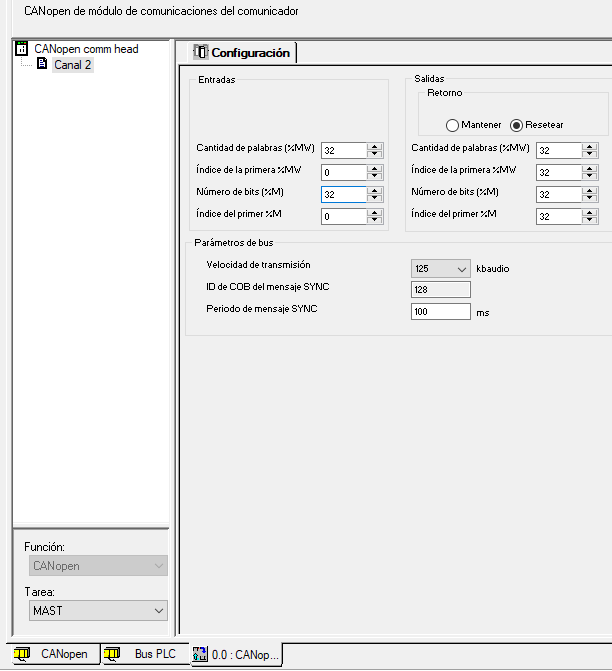 CANopen de módulo de comunicaciones del comunicador
CANopen comm head
Canal 2
Configuración
Entradas
Cantidad de palabras (%MW) 32
Índice de la primera %MW 0
Número de bits (%M) 32
Índice del primer %M 0
Salidas
Retorno
Mantener Resetear
Cantidad de palabras (%MW) 32
Índice de la primera %MW 32
Número de bits (%M) 32
Índice del primer %M 32
Parámetros de bus
Velocidad de transmisión 125 kbaudio
ID de COB del mensaje SYNC 128
Periodo de mensaje SYNC 100 ms
Función:
CANopen
Tarea:
MAST
CANopen Bus PLC 0.0 : CANop...